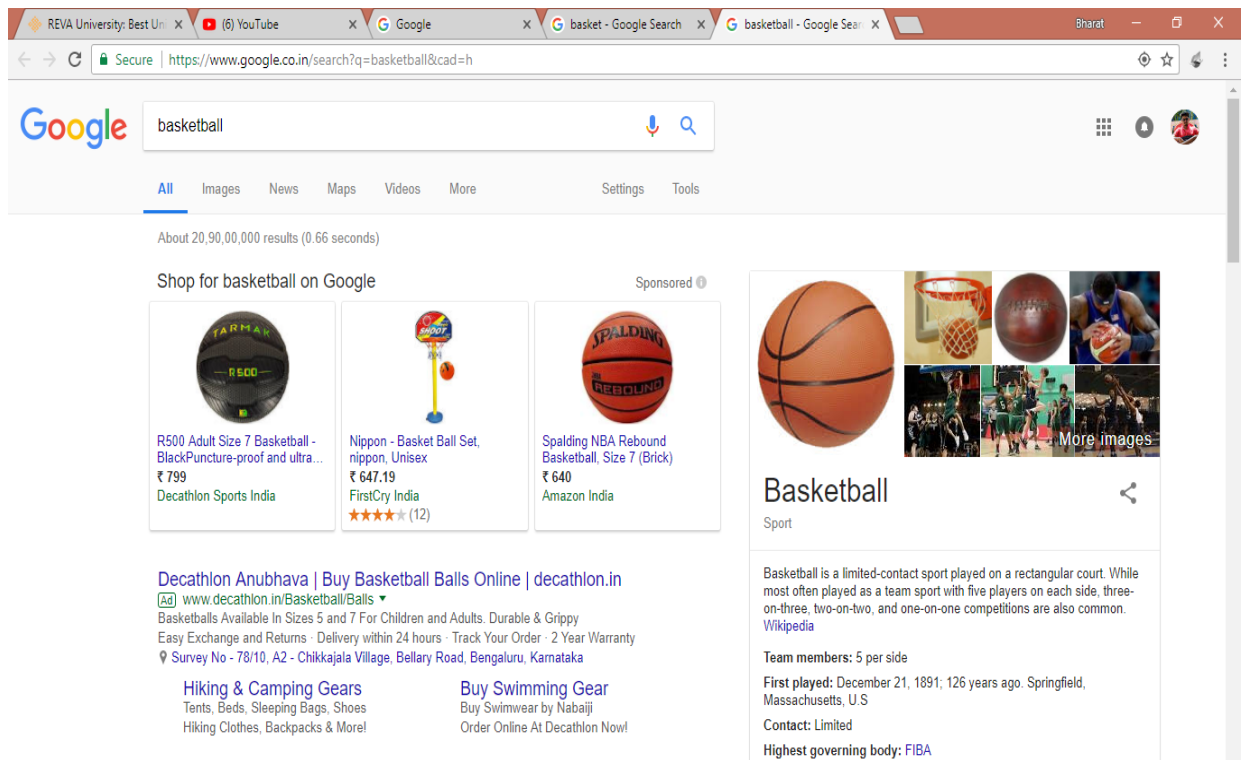 REVA University: Best Uni
(6) YouTube
Google
basket - Google Search
basketball - Google Sear
Bharat
Secure
https://www.google.co.in/search?q=basketball&cad=h
Google
basketball
All Images News Maps Videos More Settings Tools
About 20,90,00,000 results (0.66 seconds)
Shop for basketball on Google
Sponsored
TARMAK
R500
SHOOT
SPALDING
REBOUND
R500 Adult Size 7 Basketball -
BlackPuncture-proof and ultra...
₹ 799
Decathlon Sports India
Nippon - Basket Ball Set,
nippon, Unisex
₹ 647.19
FirstCry India
(12)
Spalding NBA Rebound
Basketball, Size 7 (Brick)
₹ 640
Amazon India
Decathlon Anubhava | Buy Basketball Balls Online | decathlon.in
Ad www.decathlon.in/Basketball/Balls
Basketballs Available In Sizes 5 and 7 For Children and Adults. Durable & Grippy
Easy Exchange and Returns · Delivery within 24 hours · Track Your Order · 2 Year Warranty
Survey No - 78/10, A2 - Chikkajala Village, Bellary Road, Bengaluru, Karnataka
Hiking & Camping Gears
Tents, Beds, Sleeping Bags, Shoes
Hiking Clothes, Backpacks & More!
Buy Swimming Gear
Buy Swimwear by Nabaiji
Order Online At Decathlon Now!
More images
Basketball
Sport
Basketball is a limited-contact sport played on a rectangular court. While
most often played as a team sport with five players on each side, three-
on-three, two-on-two, and one-on-one competitions are also common.
Wikipedia
Team members: 5 per side
First played: December 21, 1891; 126 years ago. Springfield,
Massachusetts, U.S
Contact: Limited
Highest governing body: FIBA